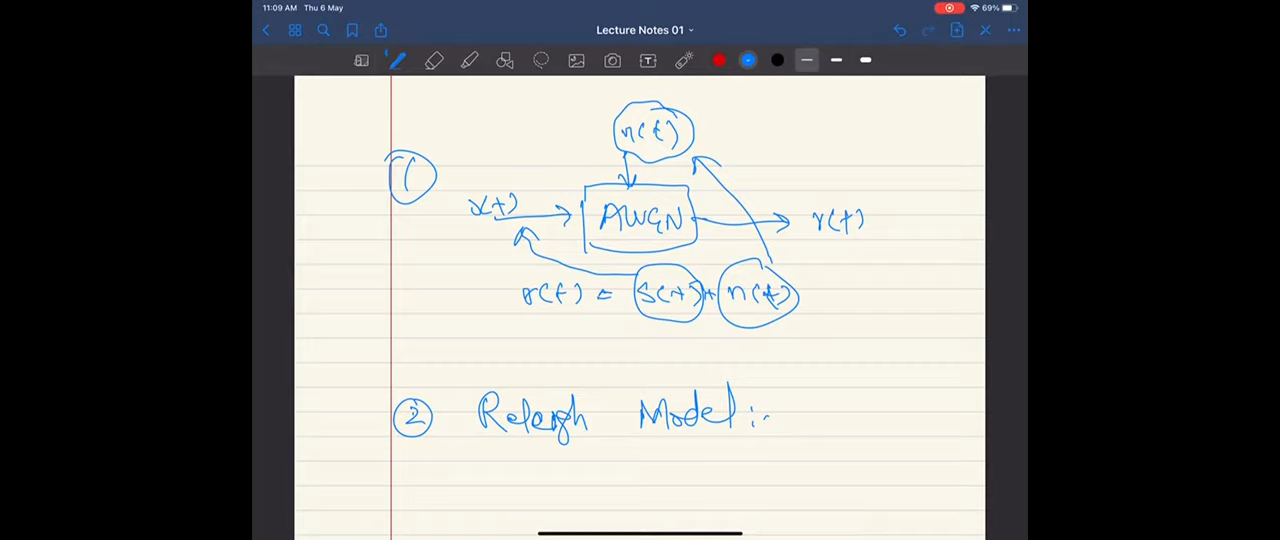 11:09 AM Thu 6 May 69%
Lecture Notes 01
n(t)
1
x(t) AWGN r(t)
r(t) = s(t) + n(t)
2 Releigh Model :-